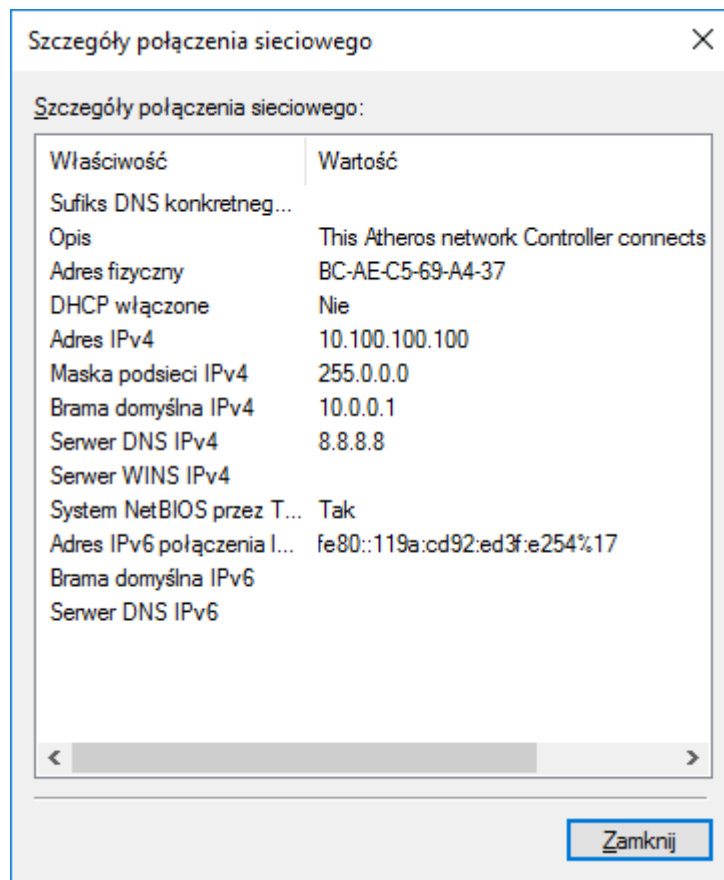 Szczegóły połączenia sieciowego
Szczegóły połączenia sieciowego:
Właściwość Wartość
Sufiks DNS konkretneg...
Opis This Atheros network Controller connects
Adres fizyczny BC-AE-C5-69-A4-37
DHCP włączone Nie
Adres IPv4 10.100.100.100
Maska podsieci IPv4 255.0.0.0
Brama domyślna IPv4 10.0.0.1
Serwer DNS IPv4 8.8.8.8
Serwer WINS IPv4
System NetBIOS przez T... Tak
Adres IPv6 połączenia l... fe80::119a:cd92:ed3f:e254%17
Brama domyślna IPv6
Serwer DNS IPv6
Zamknij